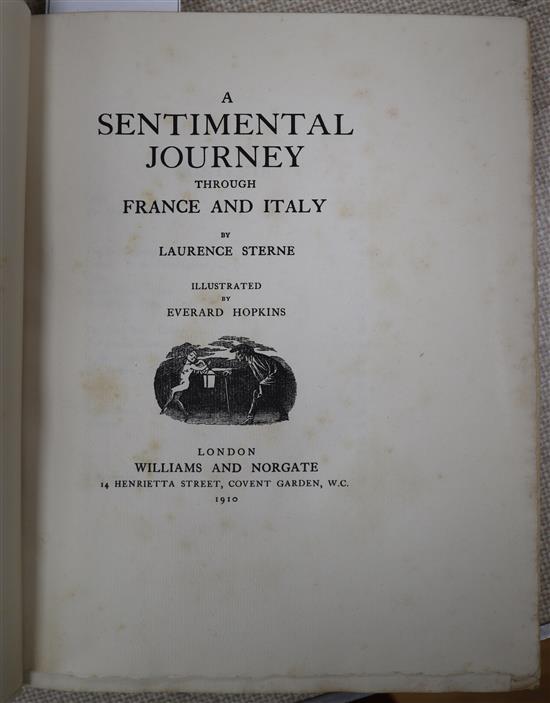 A
SENTIMENTAL
JOURNEY
THROUGH
FRANCE AND ITALY
BY
LAURENCE STERNE
ILLUSTRATED
BY
EVERARD HOPKINS
LONDON
WILLIAMS AND NORGATE
14 HENRIETTA STREET, COVENT GARDEN, W.C.
1910